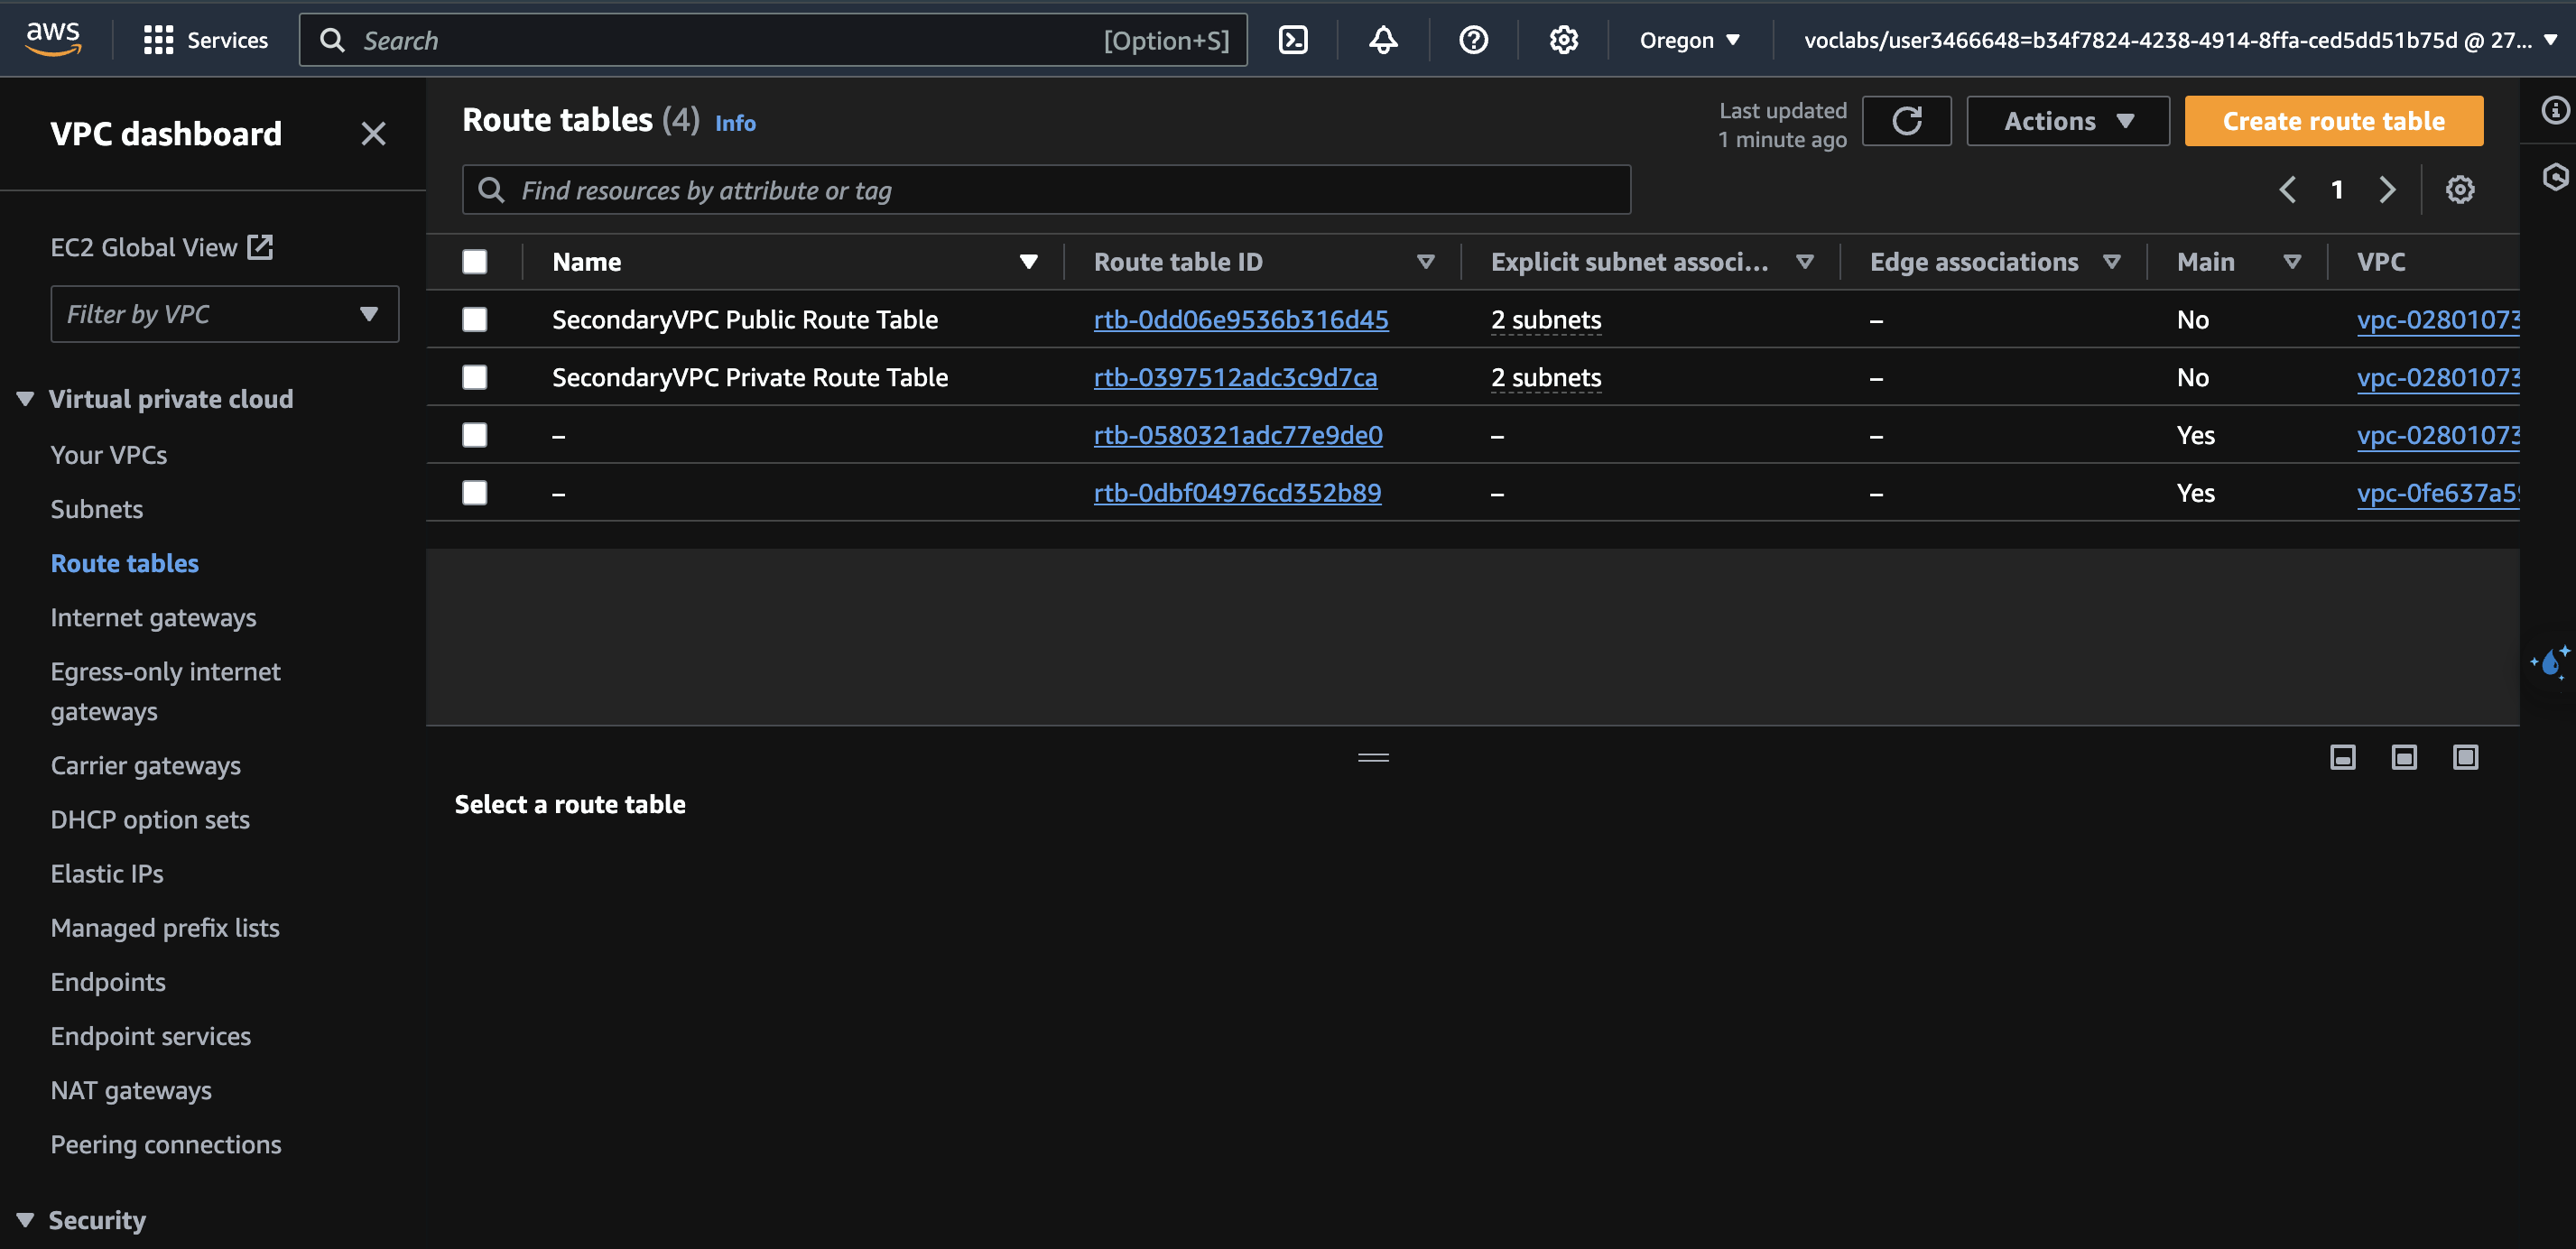 aws
Services
Search
[Option+S]
Oregon
voclabs/user3466648=b34f7824-4238-4914-8ffa-ced5dd51b75d @ 27...
VPC dashboard
EC2 Global View
Filter by VPC
Virtual private cloud
Your VPCs
Subnets
Route tables
Internet gateways
Egress-only internet
gateways
Carrier gateways
DHCP option sets
Elastic IPs
Managed prefix lists
Endpoints
Endpoint services
NAT gateways
Peering connections
Security
Route tables (4) Info
Last updated
1 minute ago
Actions
Create route table
Find resources by attribute or tag
1
Name Route table ID Explicit subnet associ... Edge associations Main VPC
SecondaryVPC Public Route Table rtb-0dd06e9536b316d45 2 subnets – No vpc-02801073
SecondaryVPC Private Route Table rtb-0397512adc3c9d7ca 2 subnets – No vpc-02801073
– rtb-0580321adc77e9de0 – – Yes vpc-02801073
– rtb-0dbf04976cd352b89 – – Yes vpc-0fe637a5
Select a route table